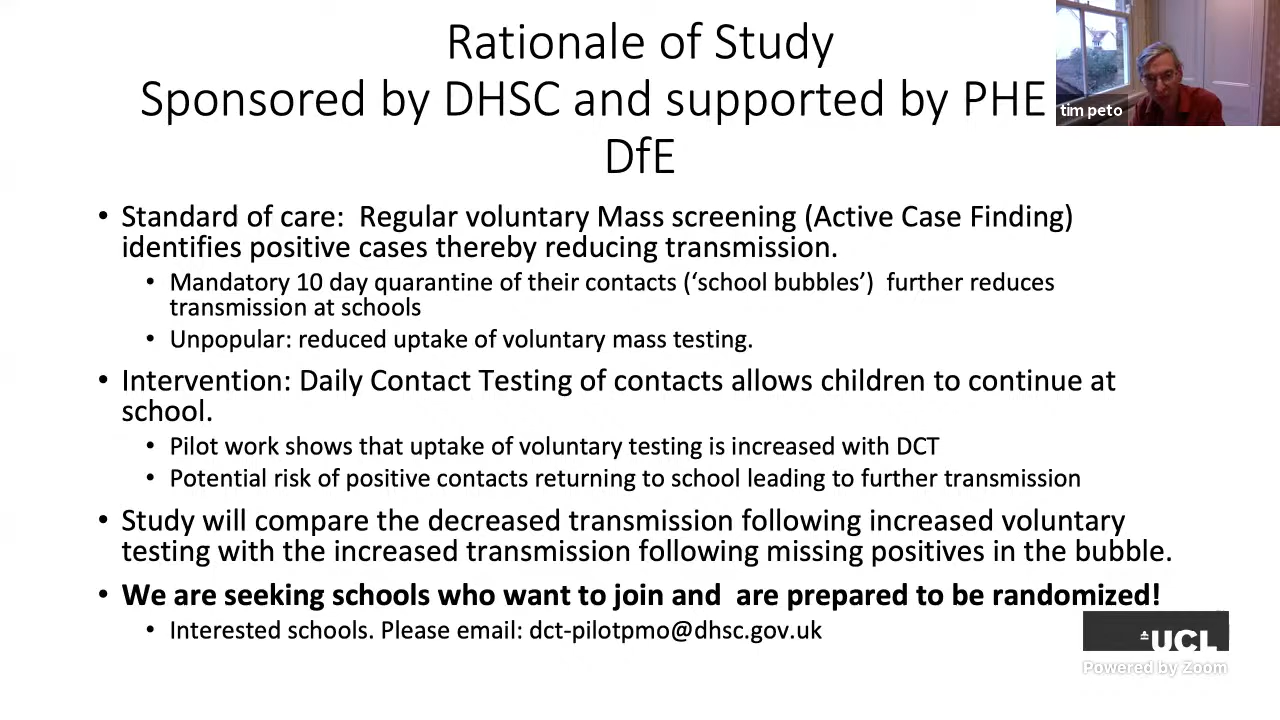 Rationale of Study
Sponsored by DHSC and supported by PHE
DfE
tim peto
• Standard of care:  Regular voluntary Mass screening (Active Case Finding)
identifies positive cases thereby reducing transmission.
• Mandatory 10 day quarantine of their contacts (‘school bubbles’)  further reduces
transmission at schools
• Unpopular: reduced uptake of voluntary mass testing.
• Intervention: Daily Contact Testing of contacts allows children to continue at
school.
• Pilot work shows that uptake of voluntary testing is increased with DCT
• Potential risk of positive contacts returning to school leading to further transmission
• Study will compare the decreased transmission following increased voluntary
testing with the increased transmission following missing positives in the bubble.
• We are seeking schools who want to join and  are prepared to be randomized!
• Interested schools. Please email: dct-pilotpmo@dhsc.gov.uk
UCL
Powered by Zoom